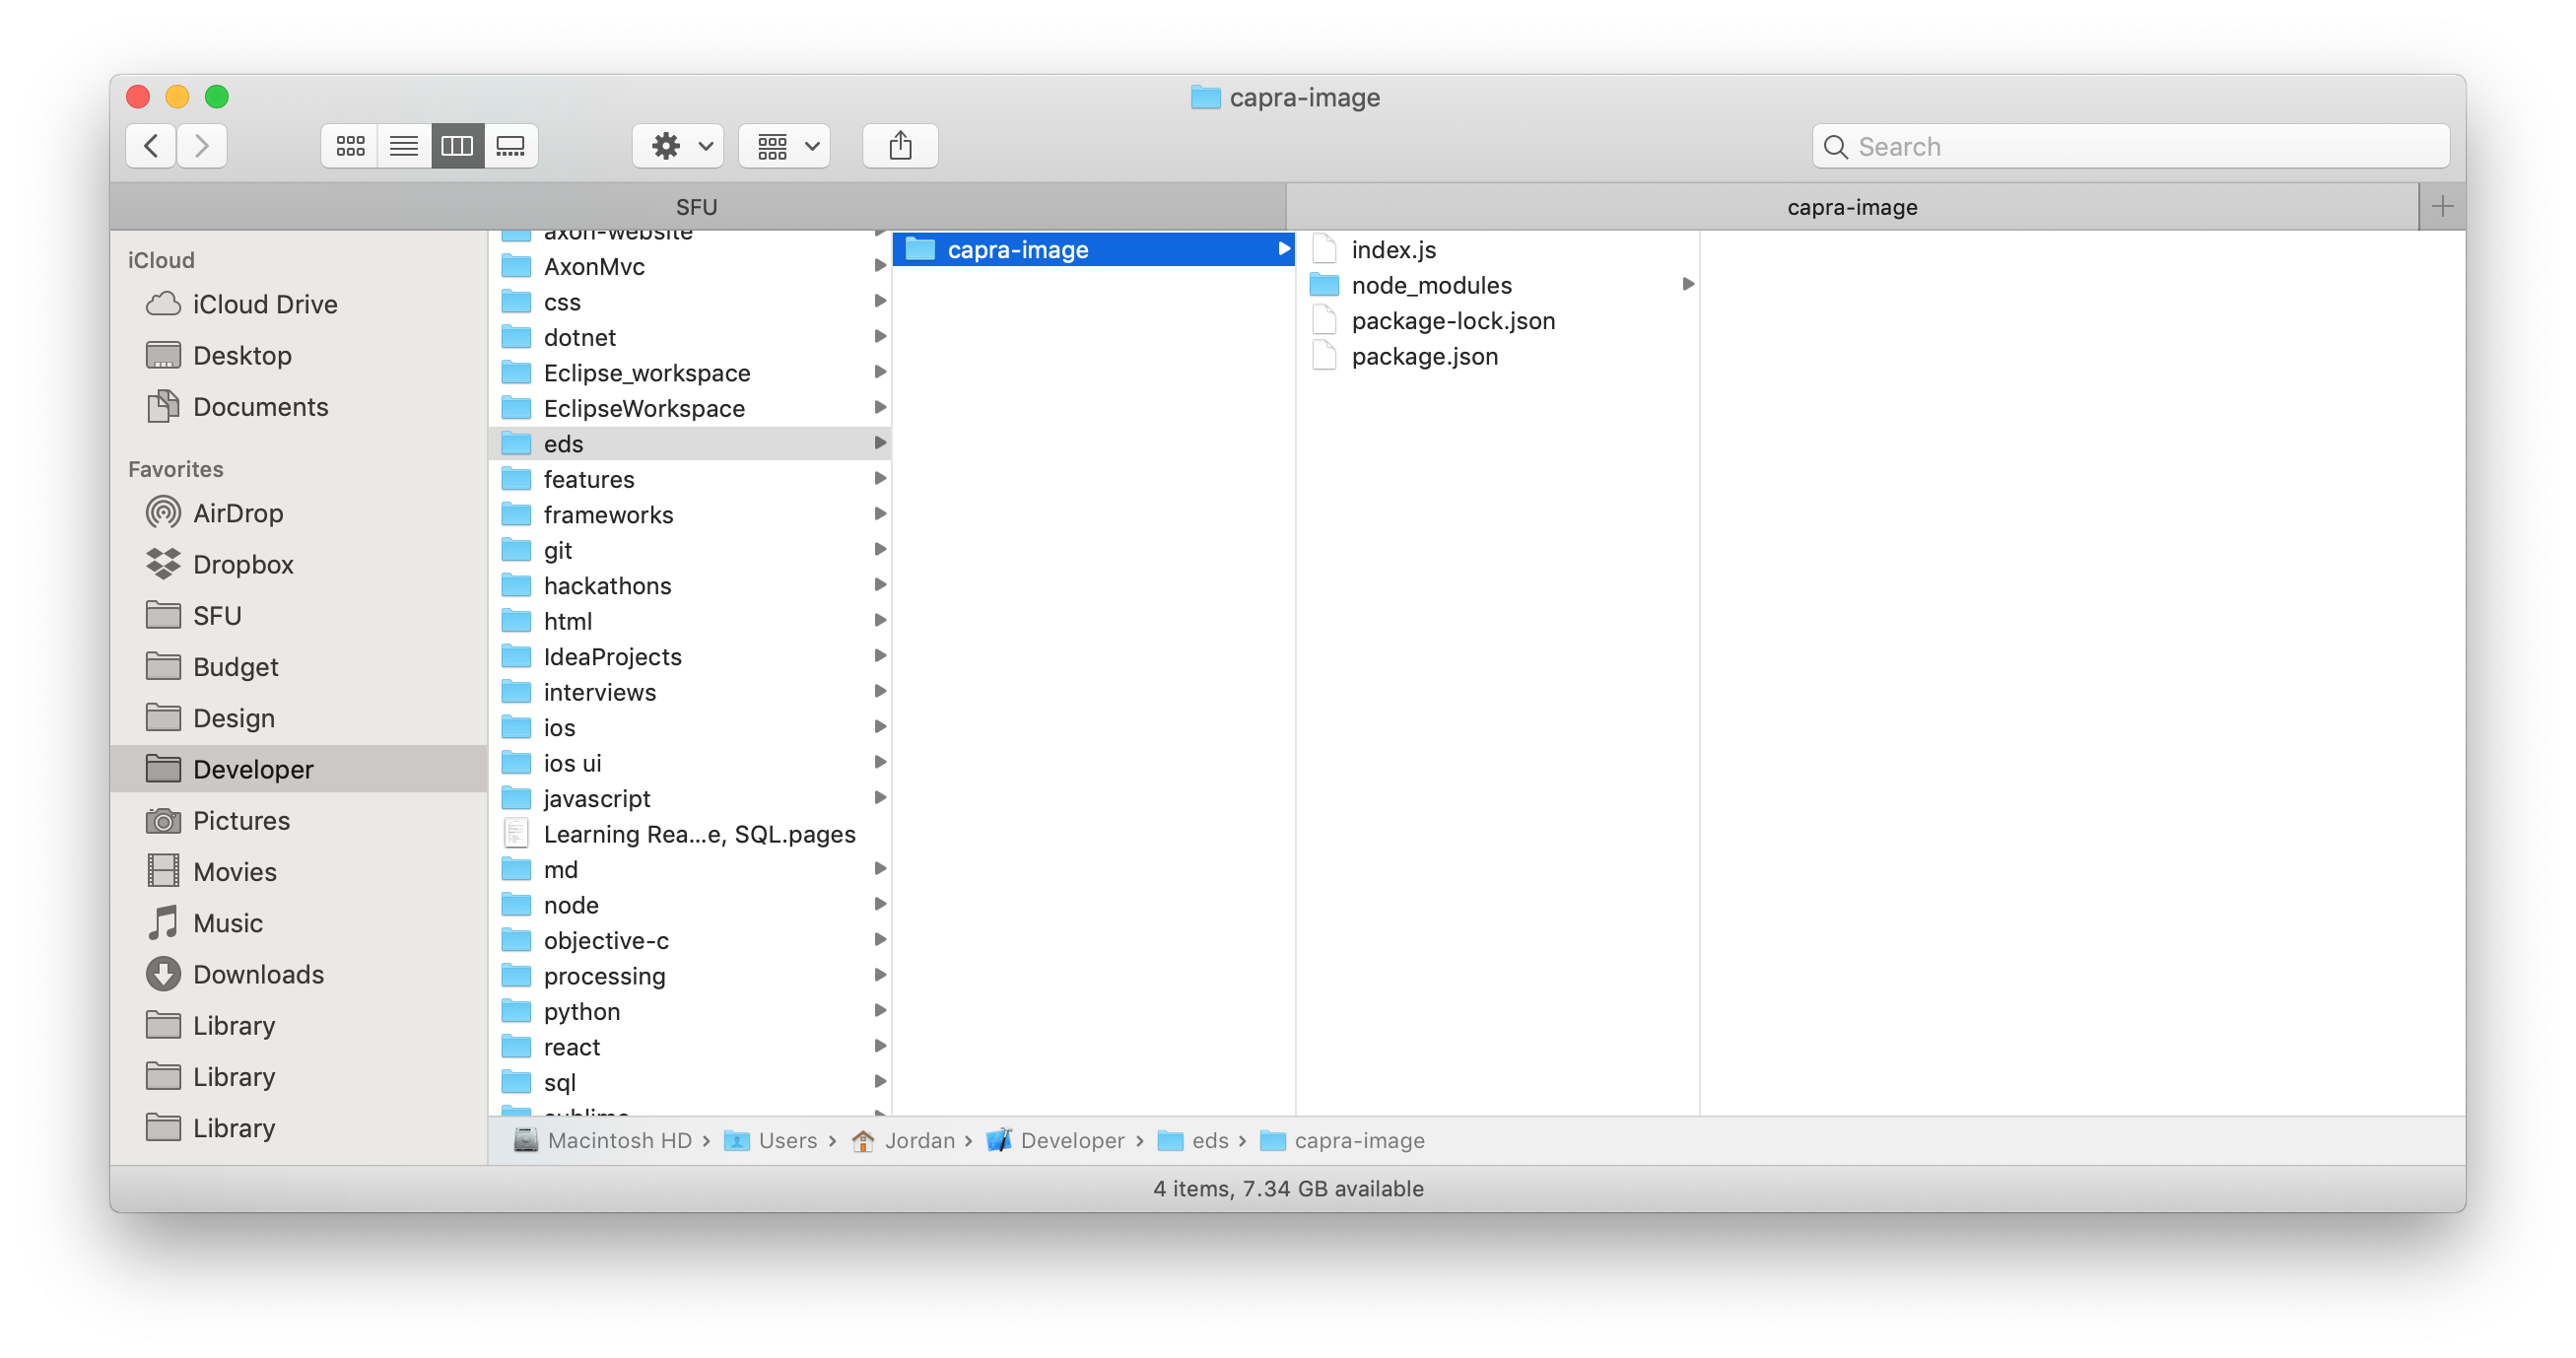 capra-image
Search
SFU
capra-image
iCloud
iCloud Drive
Desktop
Documents
Favorites
AirDrop
Dropbox
SFU
Budget
Design
Developer
Pictures
Movies
Music
Downloads
Library
Library
Library
axon-website
AxonMvc
css
dotnet
Eclipse_workspace
EclipseWorkspace
eds
features
frameworks
git
hackathons
html
IdeaProjects
interviews
ios
ios ui
javascript
Learning Rea...e, SQL.pages
md
node
objective-c
processing
python
react
sql
sublime
capra-image
index.js
node_modules
package-lock.json
package.json
Macintosh HD › Users › Jordan › Developer › eds › capra-image
4 items, 7.34 GB available